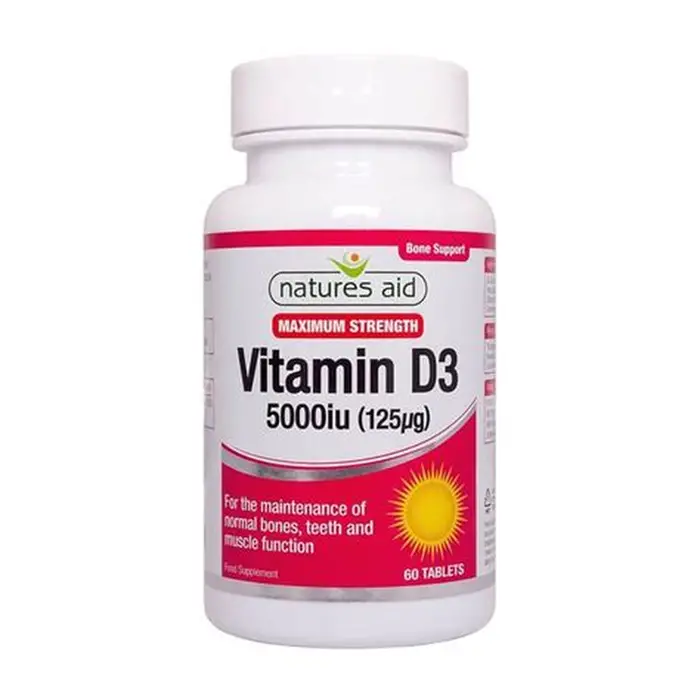 Bone Support
natures aid
MAXIMUM STRENGTH
Vitamin D3
5000iu (125µg)
For the maintenance of
normal bones, teeth and
muscle function
Food Supplement
60 TABLETS